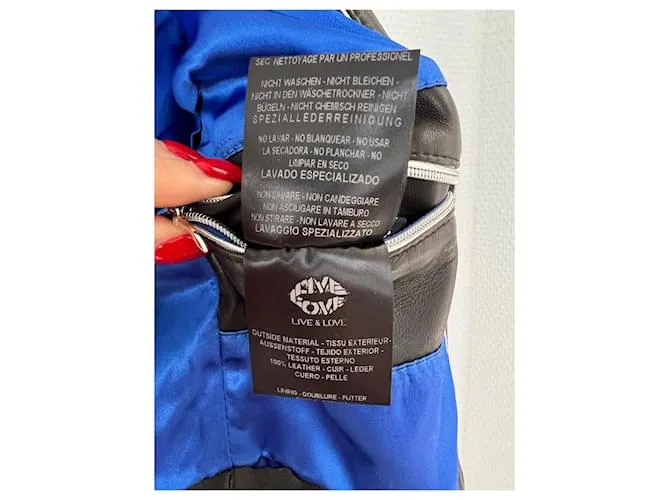 SEC NETTOYAGE PAR UN PROFESSIONEL
NICHT WASCHEN - NICHT BLEICHEN -
NICHT IN DEN WÄSCHETROCKNER - NICHT
BÜGELN - NICHT CHEMISCH REINIGEN
SPEZIALLEDERREINIGUNG
NO LAVAR - NO BLANQUEAR - NO USAR
LA SECADORA - NO PLANCHAR - NO
LIMPIAR EN SECO
LAVADO ESPECIALIZADO
NON LAVARE - NON CANDEGGIARE
NON ASCIUGARE IN TAMBURO
NON STIRARE - NON LAVARE A SECCO
LAVAGGIO SPECIALIZZATO
LIVE
LOVE
LIVE & LOVE
OUTSIDE MATERIAL - TISSU EXTERIEUR-
AUSSENSTOFF - TEJIDO EXTERIOR -
TESSUTO ESTERNO
100% LEATHER - CUIR - LEDER
CUERO - PELLE
LINING - DOUBLURE - FUTTER